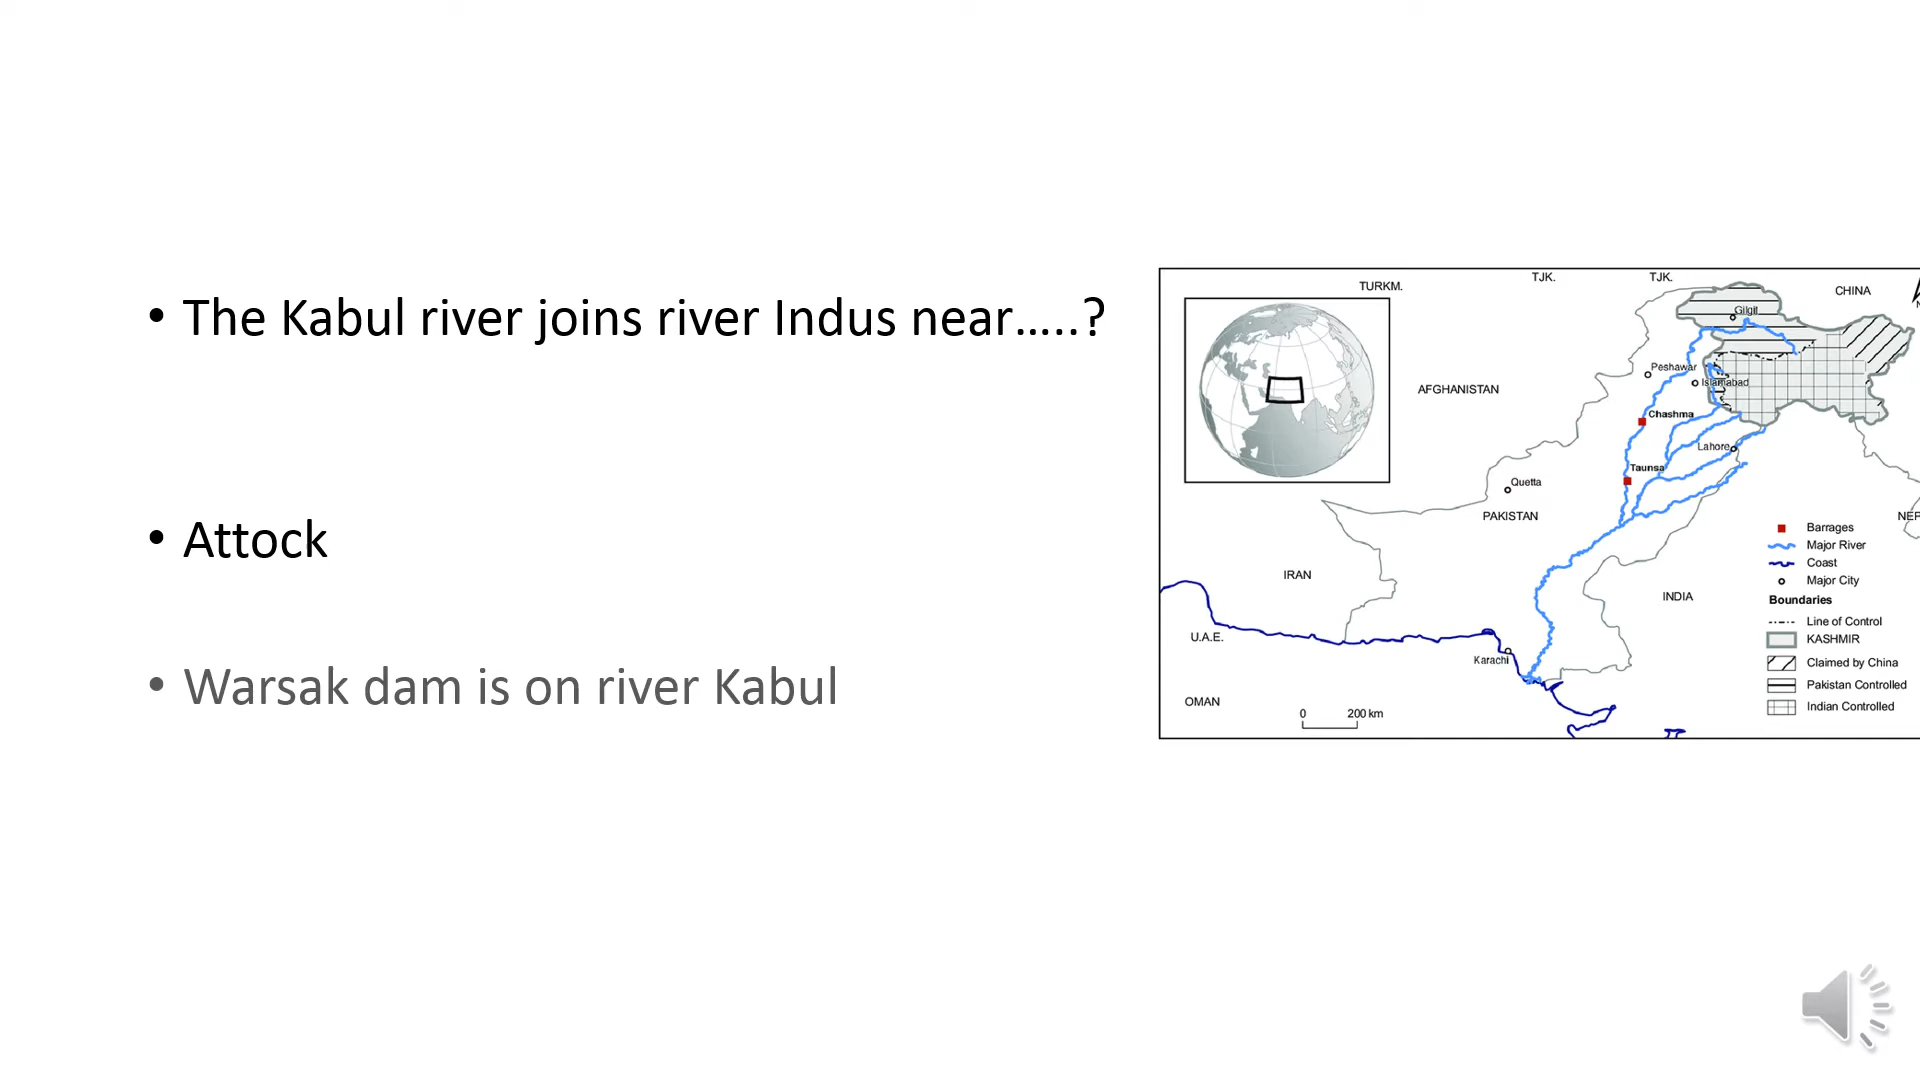 • The Kabul river joins river Indus near…..?
• Attock
• Warsak dam is on river Kabul
TURKM.
TJK.
TJK.
CHINA
Gilgit
Peshawar
Islamabad
AFGHANISTAN
Chashma
Lahore
Taunsa
Quetta
PAKISTAN
NEP
IRAN
INDIA
U.A.E.
Karachi
OMAN
0 200 km
Barrages
Major River
Coast
Major City
Boundaries
Line of Control
KASHMIR
Claimed by China
Pakistan Controlled
Indian Controlled